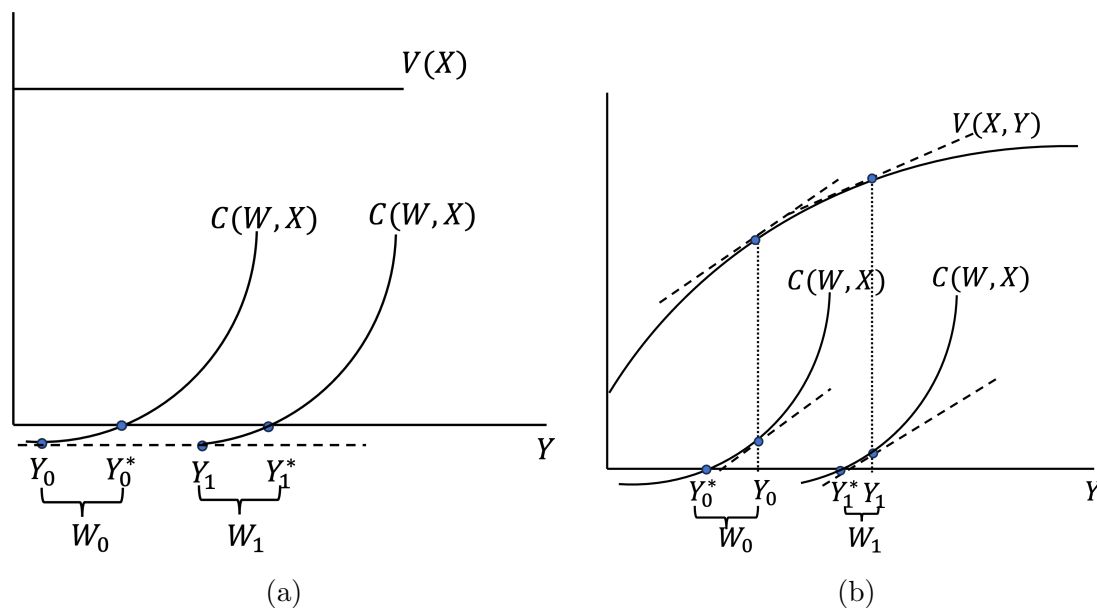 V(X)
C(W,X)
C(W,X)
Y
Y₀
Y₀*
Y₁
Y₁*
W₀
W₁
(a)
V(X,Y)
C(W,X)
C(W,X)
Y₀*
Y₀
Y₁*
Y₁
Y
W₀
W₁
(b)